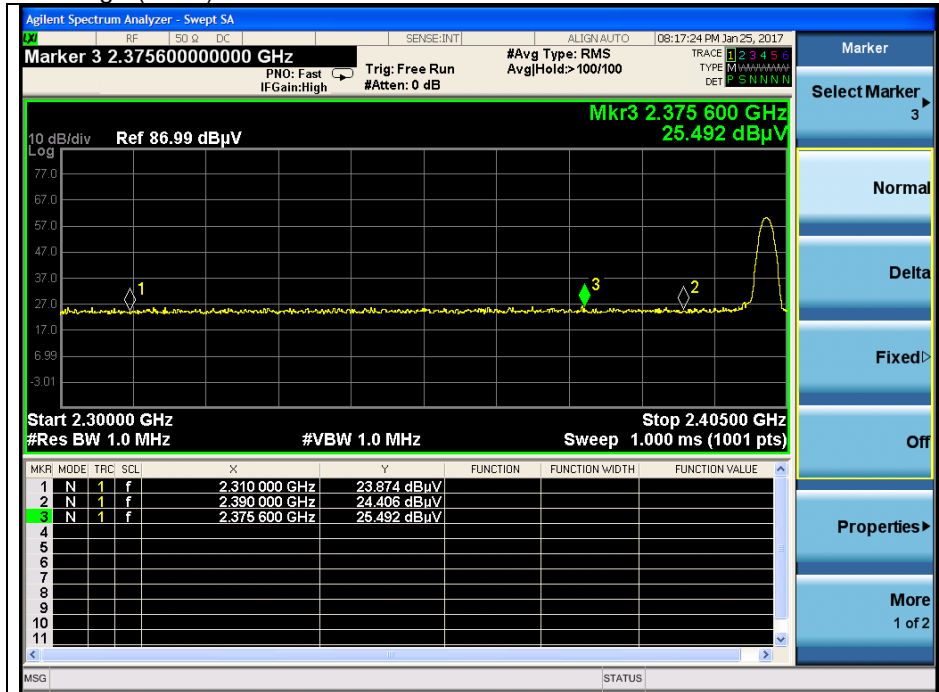 Agilent Spectrum Analyzer - Swept SA
LXI RF 50 Ω DC SENSE:INT ALIGN AUTO 08:17:24 PM Jan 25, 2017
Marker 3 2.375600000000 GHz
PNO: Fast
IFGain:High
Trig: Free Run
#Atten: 0 dB
#Avg Type: RMS
Avg|Hold:> 100/100
TRACE 1 2 3 4 5 6
TYPE M W W W W W
DET P S N N N N
Mkr3 2.375 600 GHz
25.492 dBµV
10 dB/div Ref 86.99 dBµV
Log
77.0
67.0
57.0
47.0
37.0
27.0
17.0
6.99
-3.01
1
3
2
Start 2.30000 GHz Stop 2.40500 GHz
#Res BW 1.0 MHz #VBW 1.0 MHz Sweep 1.000 ms (1001 pts)
MKR MODE TRC SCL X Y FUNCTION FUNCTION WIDTH FUNCTION VALUE
1 N 1 f 2.310 000 GHz 23.874 dBµV
2 N 1 f 2.390 000 GHz 24.406 dBµV
3 N 1 f 2.375 600 GHz 25.492 dBµV
4
5
6
7
8
9
10
11
MSG STATUS
Marker
Select Marker
3
Normal
Delta
Fixed
Off
Properties
More
1 of 2